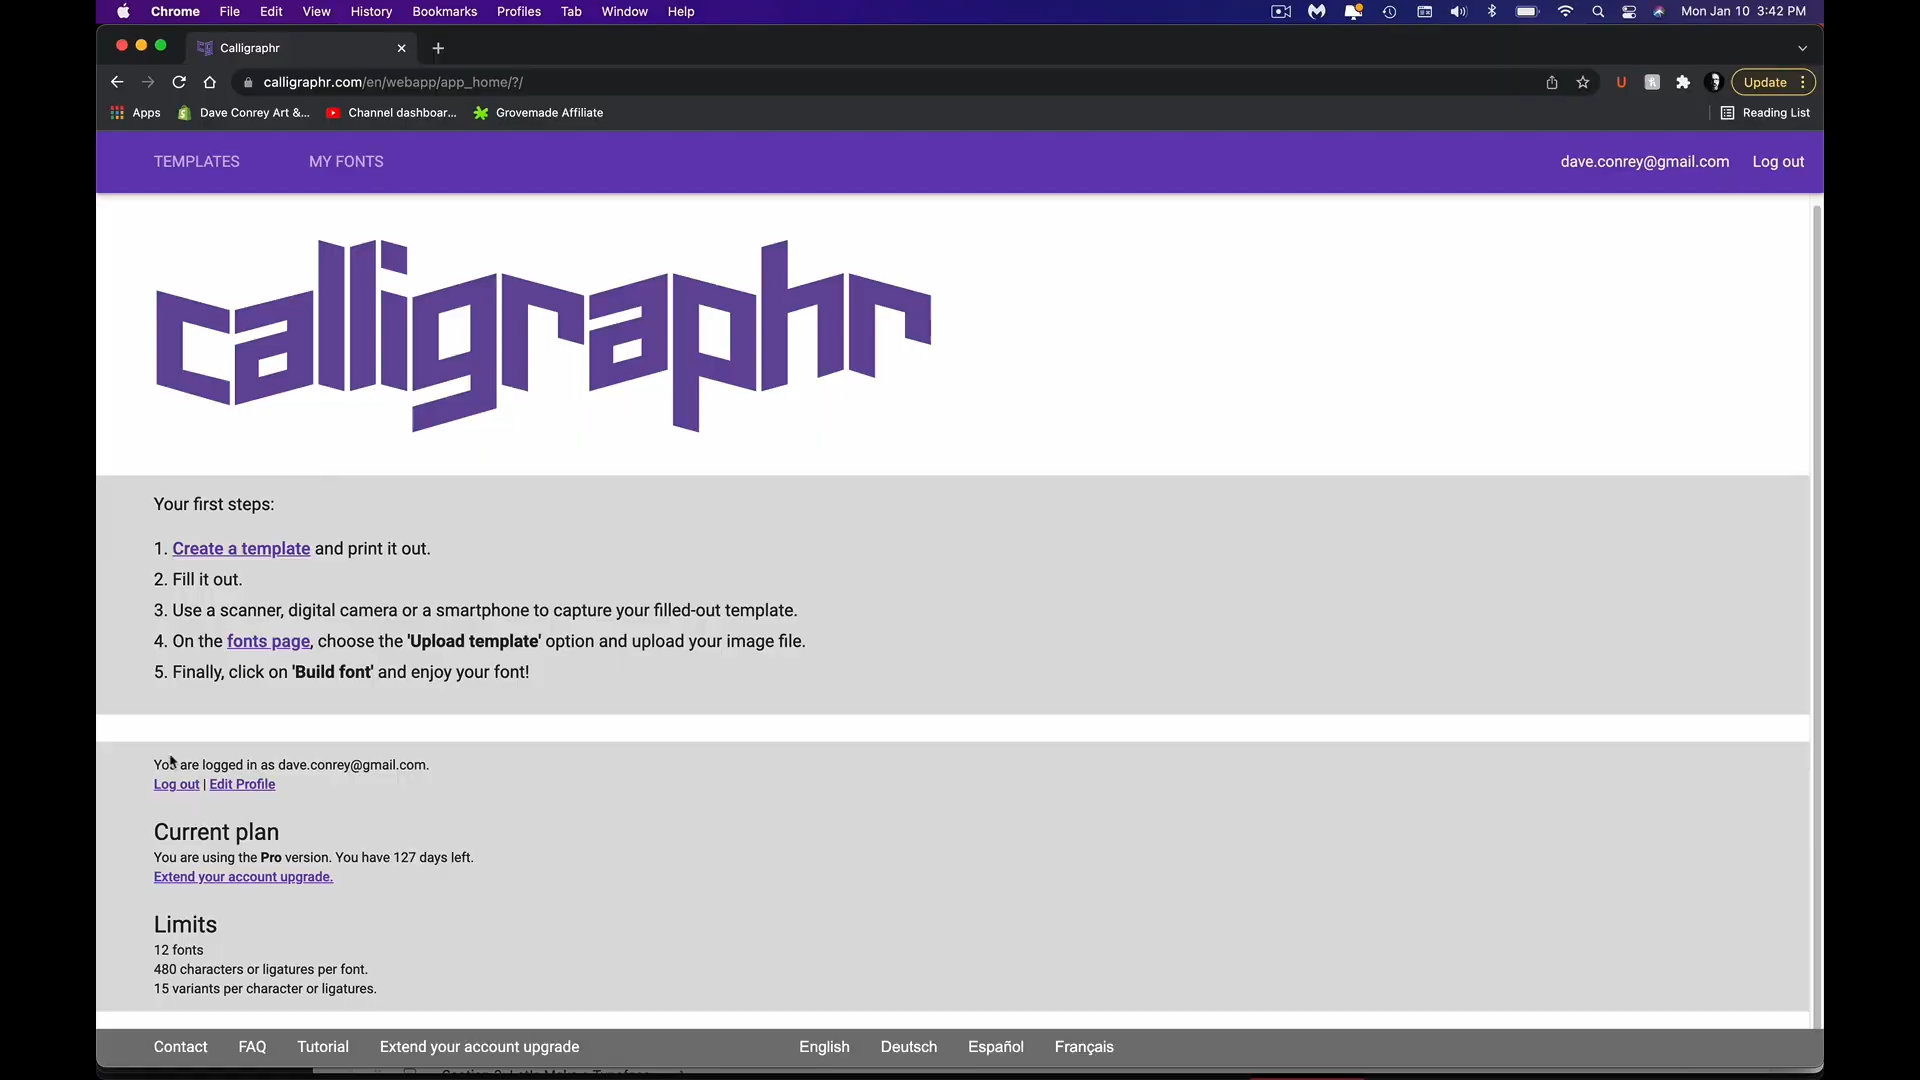 Chrome File Edit View History Bookmarks Profiles Tab Window Help Mon Jan 10 3:42 PM
Calligraphr
calligraphr.com/en/webapp/app_home/?/ Update
Apps Dave Conrey Art &... Channel dashboar... Grovemade Affiliate Reading List
TEMPLATES MY FONTS dave.conrey@gmail.com Log out
calligraphr
Your first steps:
1. Create a template and print it out.
2. Fill it out.
3. Use a scanner, digital camera or a smartphone to capture your filled-out template.
4. On the fonts page, choose the 'Upload template' option and upload your image file.
5. Finally, click on 'Build font' and enjoy your font!
You are logged in as dave.conrey@gmail.com.
Log out | Edit Profile
Current plan
You are using the Pro version. You have 127 days left.
Extend your account upgrade.
Limits
12 fonts
480 characters or ligatures per font.
15 variants per character or ligatures.
Contact FAQ Tutorial Extend your account upgrade English Deutsch Español Français